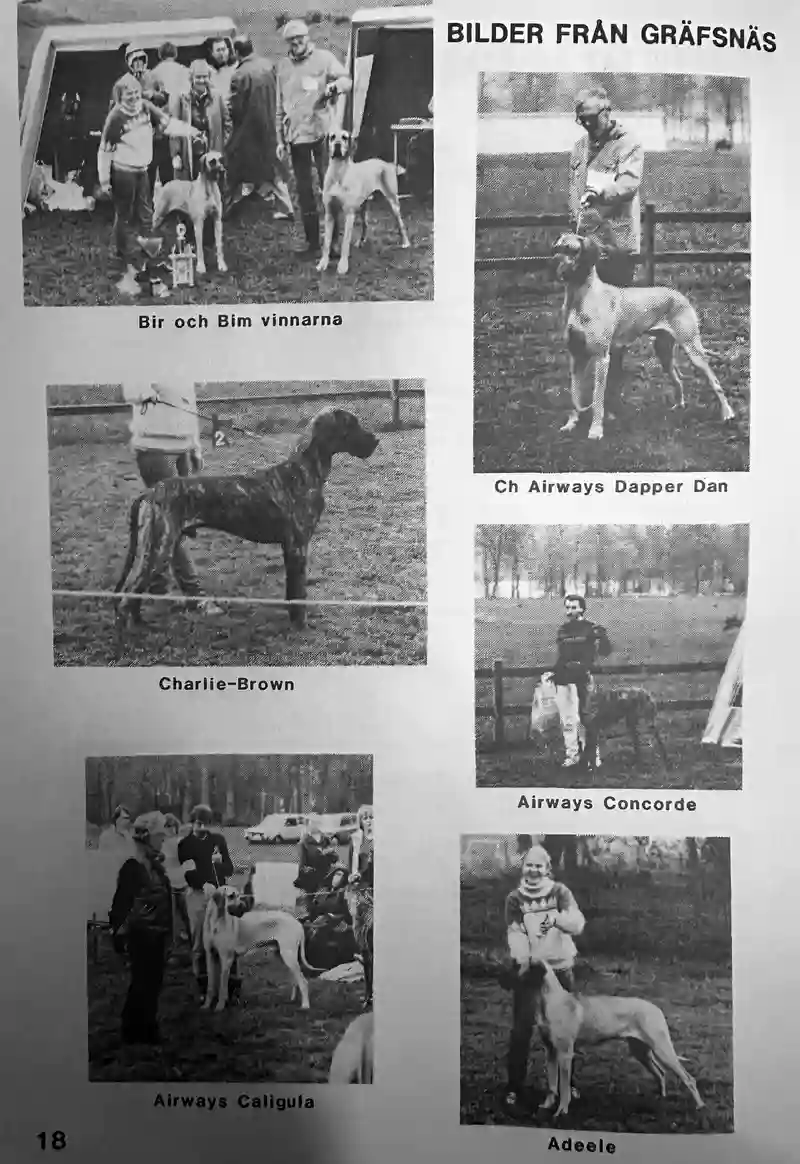 BILDER FRÅN GRÄFSNÄS
Bir och Bim vinnarna
Ch Airways Dapper Dan
2
Charlie-Brown
Airways Concorde
Airways Caligula
Adeele
18